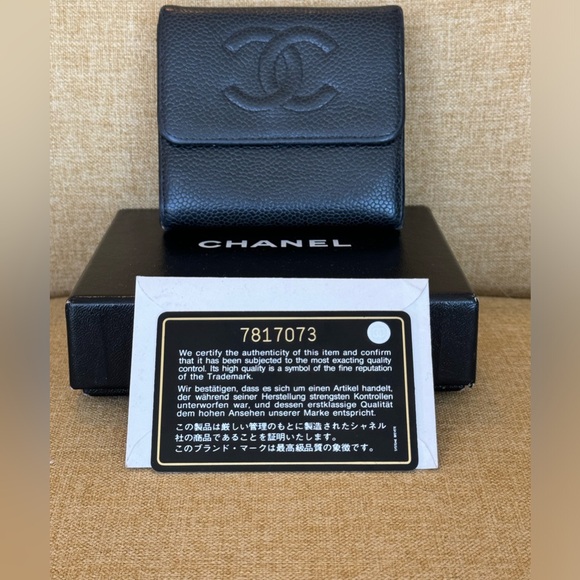 CHANEL
7817073
We certify the authenticity of this item and confirm
that it has been subjected to the most exacting quality
control. Its high quality is a symbol of the fine reputation
of the Trademark.
Wir bestätigen, dass es sich um einen Artikel handelt,
der während seiner Herstellung strengsten Kontrollen
unterworfen war, und dessen erstklassige Qualität
dem hohen Ansehen unserer Marke entspricht.
この製品は厳しい管理のもとに製造されたシャネル
社の商品であることを証明いたします。
このブランド・マークは最高級品質の象徴です。